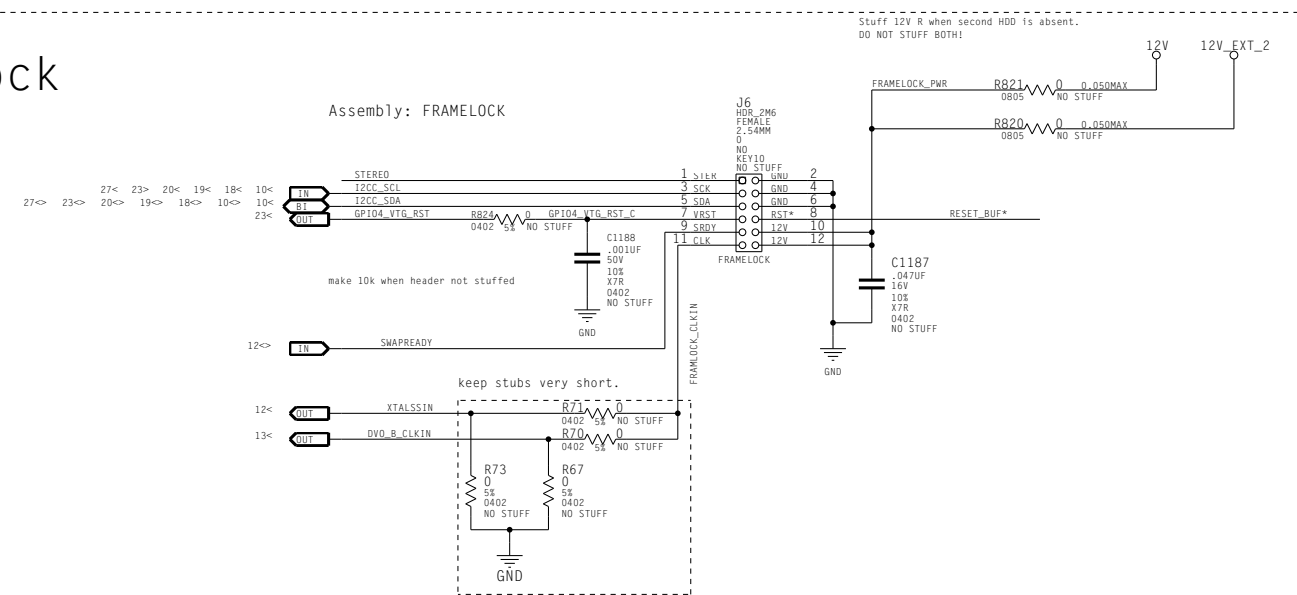 Stuff 12V R when second HDD is absent.
DO NOT STUFF BOTH!
ock
12V 12V_EXT_2
FRAMELOCK_PWR R821 0 0.050MAX
0805 NO STUFF
Assembly: FRAMELOCK
R820 0 0.050MAX
0805 NO STUFF
J6
HDR_2M6
FEMALE
2.54MM
0
NO
KEY10
NO STUFF
STEREO 1 STER GND 2
27< 23> 20< 19< 18< 10< IN I2CC_SCL 3 SCK GND 4
27<> 23<> 20<> 19<> 18<> 10<> 10< BI I2CC_SDA 5 SDA GND 6
23< OUT GPIO4_VTG_RST R824 0 GPIO4_VTG_RST_C 7 VRST RST* 8 RESET_BUF*
0402 5% NO STUFF
9 SRDY 12V 10
11 CLK 12V 12
FRAMELOCK
C1188
.001UF
50V
10%
X7R
0402
NO STUFF
GND
C1187
.047UF
16V
10%
X7R
0402
NO STUFF
GND
make 10k when header not stuffed
FRAMLOCK_CLKIN
12<> IN SWAPREADY
keep stubs very short.
12< OUT XTALSSIN R71 0
0402 5% NO STUFF
13< OUT DVO_B_CLKIN R70 0
0402 5% NO STUFF
R73
0
5%
0402
NO STUFF
R67
0
5%
0402
NO STUFF
GND